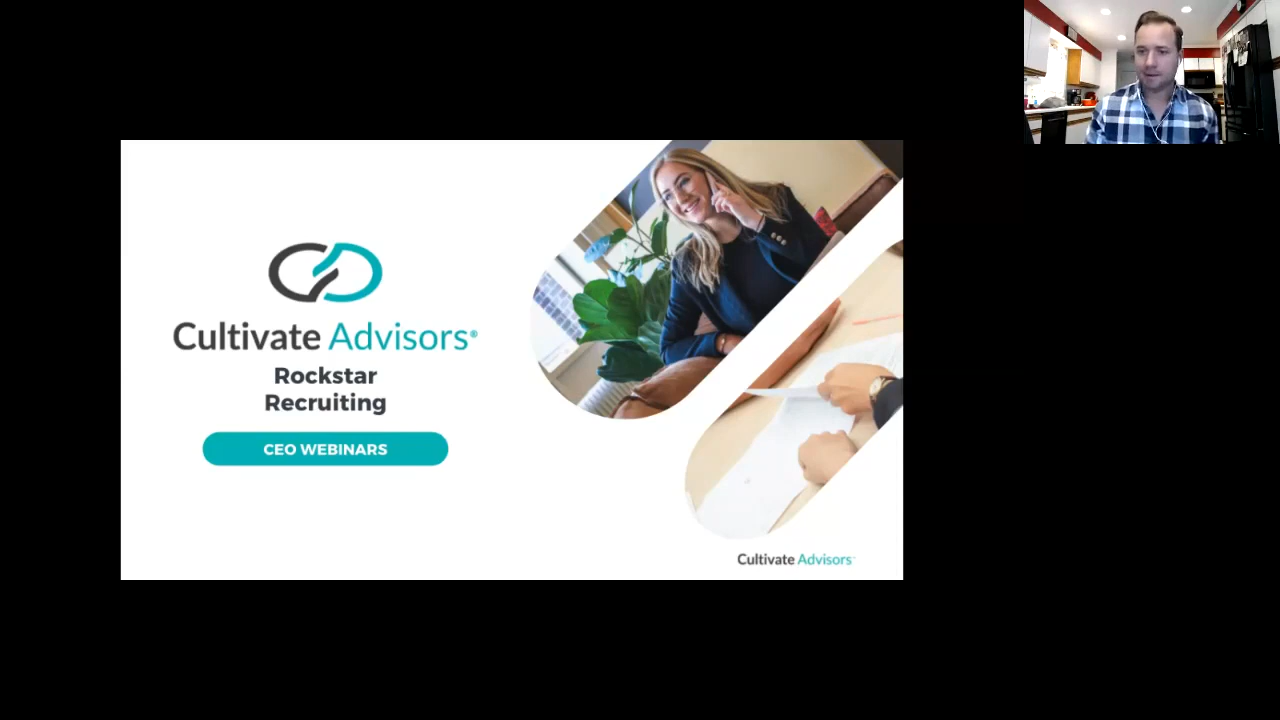 Cultivate Advisors®
Rockstar
Recruiting
CEO WEBINARS
Cultivate Advisors